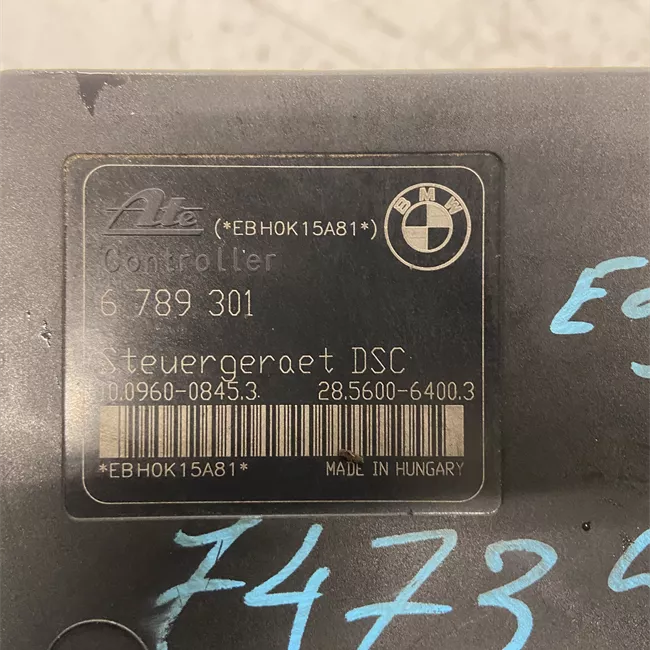 Ate (*EBH0K15A81*) BMW
Controller
6 789 301
Steuergeraet DSC
10.0960-0845.3 28.5600-6400.3
*EBH0K15A81* MADE IN HUNGARY
7473